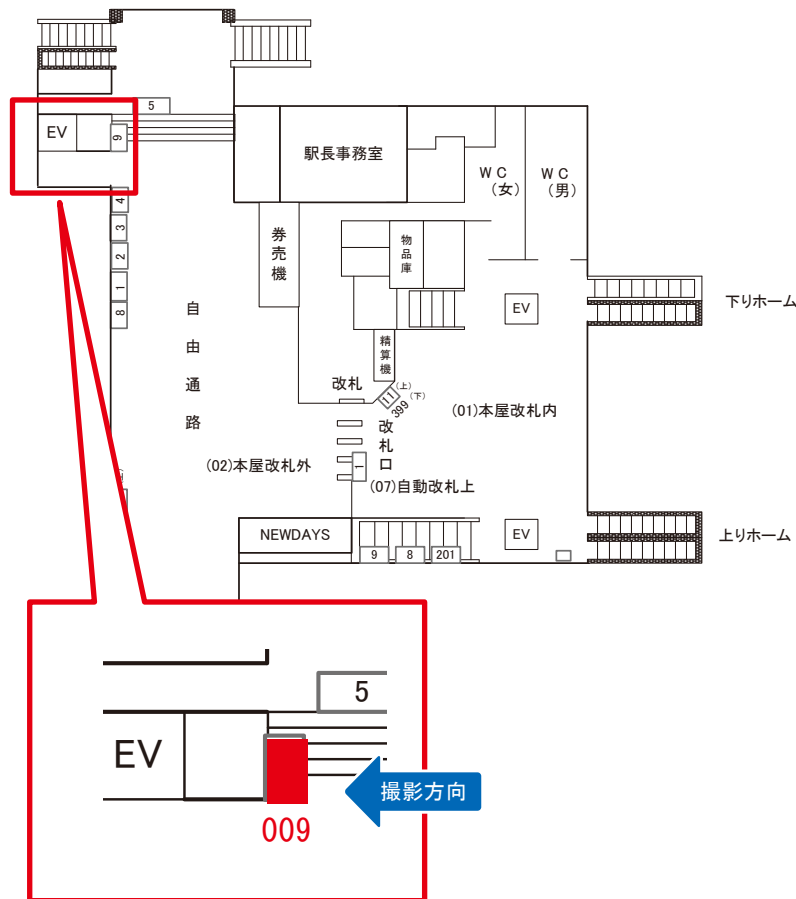 5
EV
9
駅長事務室
WC
(女)
WC
(男)
4
3
2
1
8
券売機
物品庫
自由通路
EV
下りホーム
精算機
改札
11
(上)
399
(下)
(01)本屋改札内
改札口
(02)本屋改札外
1
(07)自動改札上
NEWDAYS
9
8
201
EV
上りホーム
5
EV
撮影方向
009